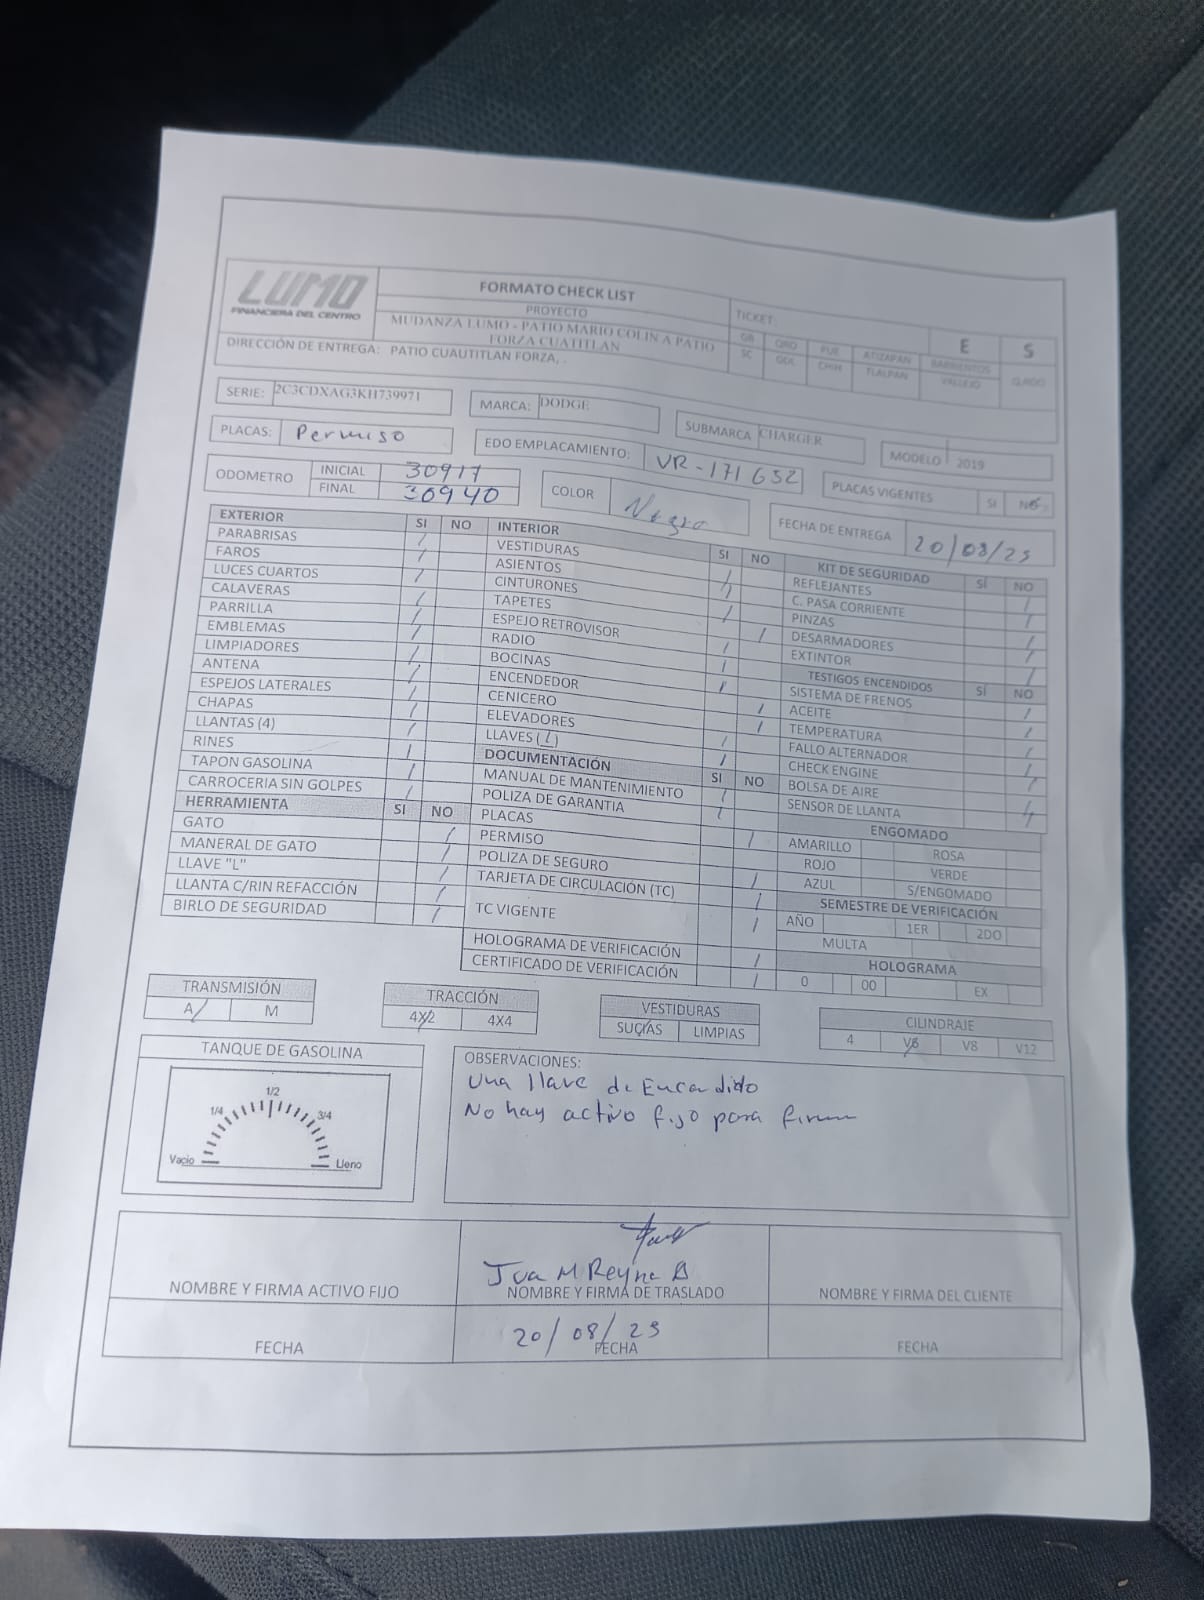 LUMO
FINANCIERA DEL CENTRO
FORMATO CHECK LIST
PROYECTO
MUDANZA LUMO - PATIO MARIO COLIN A PATIO
FORZA CUATITLAN
TICKET:
GB QRO PUE ATIZAPAN BARRIENTOS
SC GDL CHIH TLALPAN VALLEJO
E S
DIRECCIÓN DE ENTREGA: PATIO CUAUTITLAN FORZA, .
SERIE: 2C3CDXAG3KH739971
MARCA: DODGE
SUBMARCA CHARGER
MODELO 2019
PLACAS: Permiso
EDO EMPLACAMIENTO: VR-171652
PLACAS VIGENTES SI NO
ODOMETRO
INICIAL 30917
FINAL 30940
COLOR Negro
FECHA DE ENTREGA 20/08/25
EXTERIOR SI NO
PARABRISAS /
FAROS /
LUCES CUARTOS /
CALAVERAS
PARRILLA /
EMBLEMAS /
LIMPIADORES /
ANTENA /
ESPEJOS LATERALES /
CHAPAS /
LLANTAS (4) /
RINES /
TAPON GASOLINA /
CARROCERIA SIN GOLPES /
HERRAMIENTA SI NO
GATO /
MANERAL DE GATO /
LLAVE "L" /
LLANTA C/RIN REFACCIÓN /
BIRLO DE SEGURIDAD /
INTERIOR SI NO
VESTIDURAS
ASIENTOS
CINTURONES
TAPETES
ESPEJO RETROVISOR
RADIO
BOCINAS
ENCENDEDOR
CENICERO
ELEVADORES
LLAVES (1)
DOCUMENTACIÓN SI NO
MANUAL DE MANTENIMIENTO
POLIZA DE GARANTIA
PLACAS
PERMISO
POLIZA DE SEGURO
TARJETA DE CIRCULACIÓN (TC)
TC VIGENTE
HOLOGRAMA DE VERIFICACIÓN
CERTIFICADO DE VERIFICACIÓN
KIT DE SEGURIDAD SÍ NO
REFLEJANTES /
C. PASA CORRIENTE /
PINZAS
DESARMADORES /
EXTINTOR /
TESTIGOS ENCENDIDOS SÍ NO
SISTEMA DE FRENOS /
ACEITE /
TEMPERATURA /
FALLO ALTERNADOR
CHECK ENGINE /
BOLSA DE AIRE
SENSOR DE LLANTA
ENGOMADO
AMARILLO ROSA
ROJO VERDE
AZUL S/ENGOMADO
SEMESTRE DE VERIFICACIÓN
AÑO 1ER 2DO
MULTA
HOLOGRAMA
0 00 EX
TRANSMISIÓN
A / M
TRACCIÓN
4X2 4X4
VESTIDURAS
SUCIAS LIMPIAS
CILINDRAJE
4 V6 V8 V12
TANQUE DE GASOLINA
1/4 1/2 3/4
Vacio Lleno
OBSERVACIONES:
Una llave de Encendido
No hay activo fijo para firma
Jua M Reyna B
NOMBRE Y FIRMA ACTIVO FIJO
NOMBRE Y FIRMA DE TRASLADO
NOMBRE Y FIRMA DEL CLIENTE
20/08/25
FECHA
FECHA
FECHA